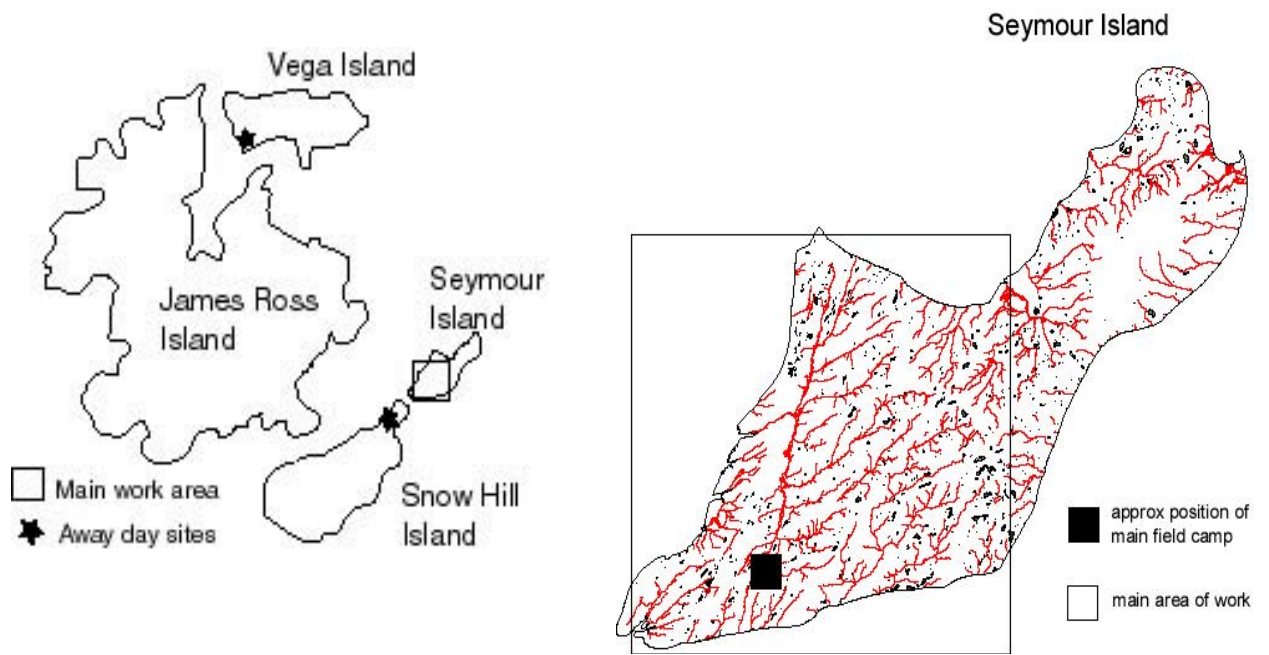 Seymour Island
Vega Island
James Ross
Island
Seymour
Island
Snow Hill
Island
Main work area
Away day sites
approx position of
main field camp
main area of work